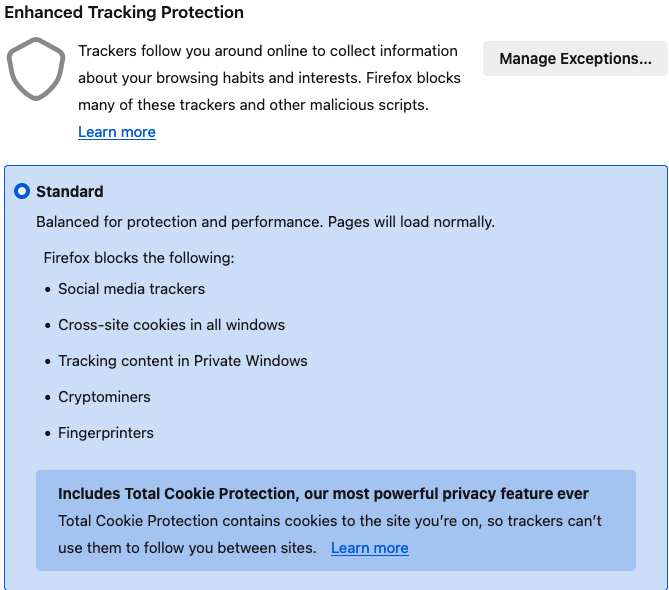 Enhanced Tracking Protection
Trackers follow you around online to collect information
about your browsing habits and interests. Firefox blocks
many of these trackers and other malicious scripts.
Learn more
Manage Exceptions...
Standard
Balanced for protection and performance. Pages will load normally.
Firefox blocks the following:
• Social media trackers
• Cross-site cookies in all windows
• Tracking content in Private Windows
• Cryptominers
• Fingerprinters
Includes Total Cookie Protection, our most powerful privacy feature ever
Total Cookie Protection contains cookies to the site you’re on, so trackers can’t
use them to follow you between sites. Learn more